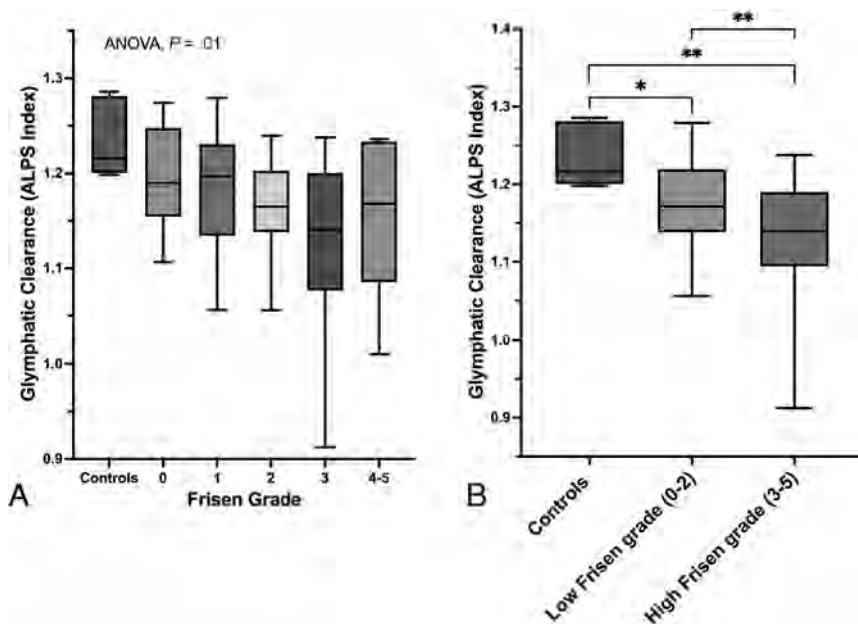 ANOVA, P = .01
Glymphatic Clearance (ALPS Index)
1.3
1.2
1.1
1.0
0.9
Controls 0 1 2 3 4-5
Frisen Grade
A
**
**
*
Glymphatic Clearance (ALPS Index)
1.4
1.3
1.2
1.1
1.0
0.9
Controls
Low Frisen grade (0-2)
High Frisen grade (3-5)
B